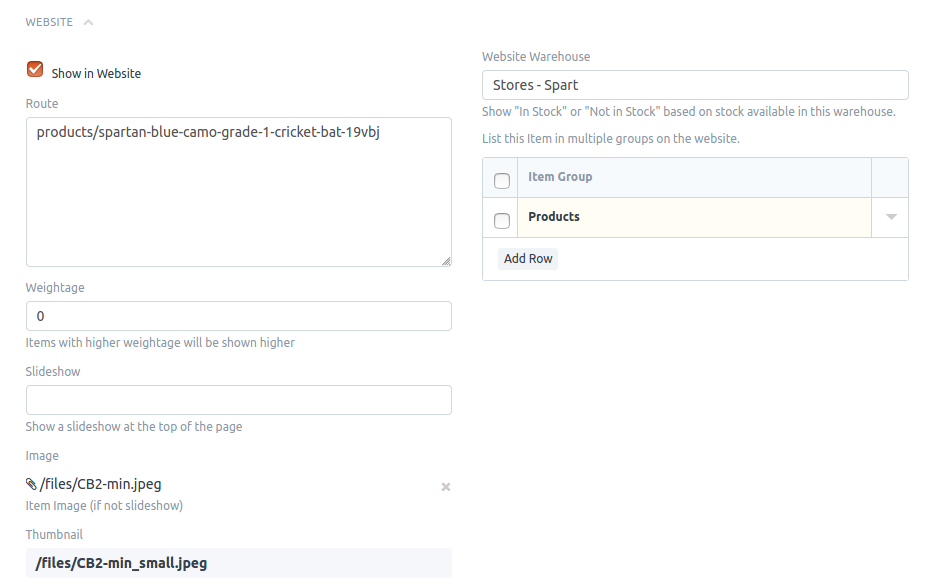 WEBSITE
Show in Website
Route
products/spartan-blue-camo-grade-1-cricket-bat-19vbj
Weightage
0
Items with higher weightage will be shown higher
Slideshow
Show a slideshow at the top of the page
Image
/files/CB2-min.jpeg
Item Image (if not slideshow)
Thumbnail
/files/CB2-min_small.jpeg
Website Warehouse
Stores - Spart
Show "In Stock" or "Not in Stock" based on stock available in this warehouse.
List this Item in multiple groups on the website.
Item Group
Products
Add Row